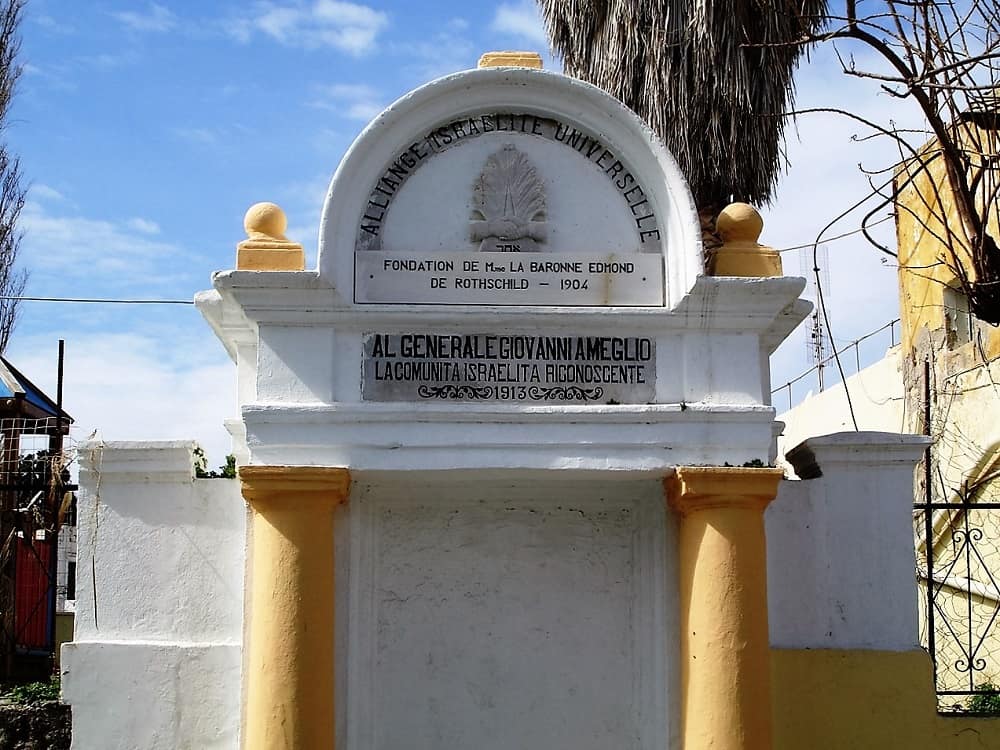 ALLIANCE ISRAELITE UNIVERSELLE
FONDATION DE Mme LA BARONNE EDMOND
DE ROTHSCHILD – 1904
AL GENERALE GIOVANNI AMEGLIO
LA COMUNITA ISRAELITA RICONOSCENTE
1913